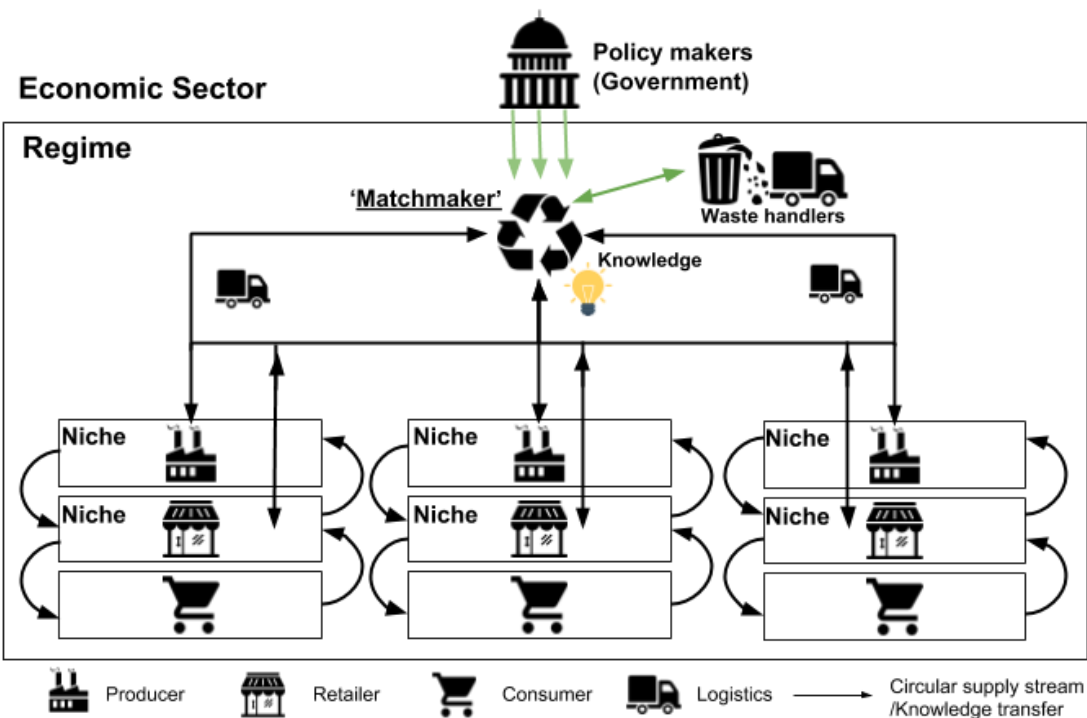 Policy makers
(Government)
Economic Sector
Regime
'Matchmaker'
Waste handlers
Knowledge
Niche
Niche
Niche
Niche
Niche
Niche
Producer
Retailer
Consumer
Logistics
Circular supply stream
/Knowledge transfer